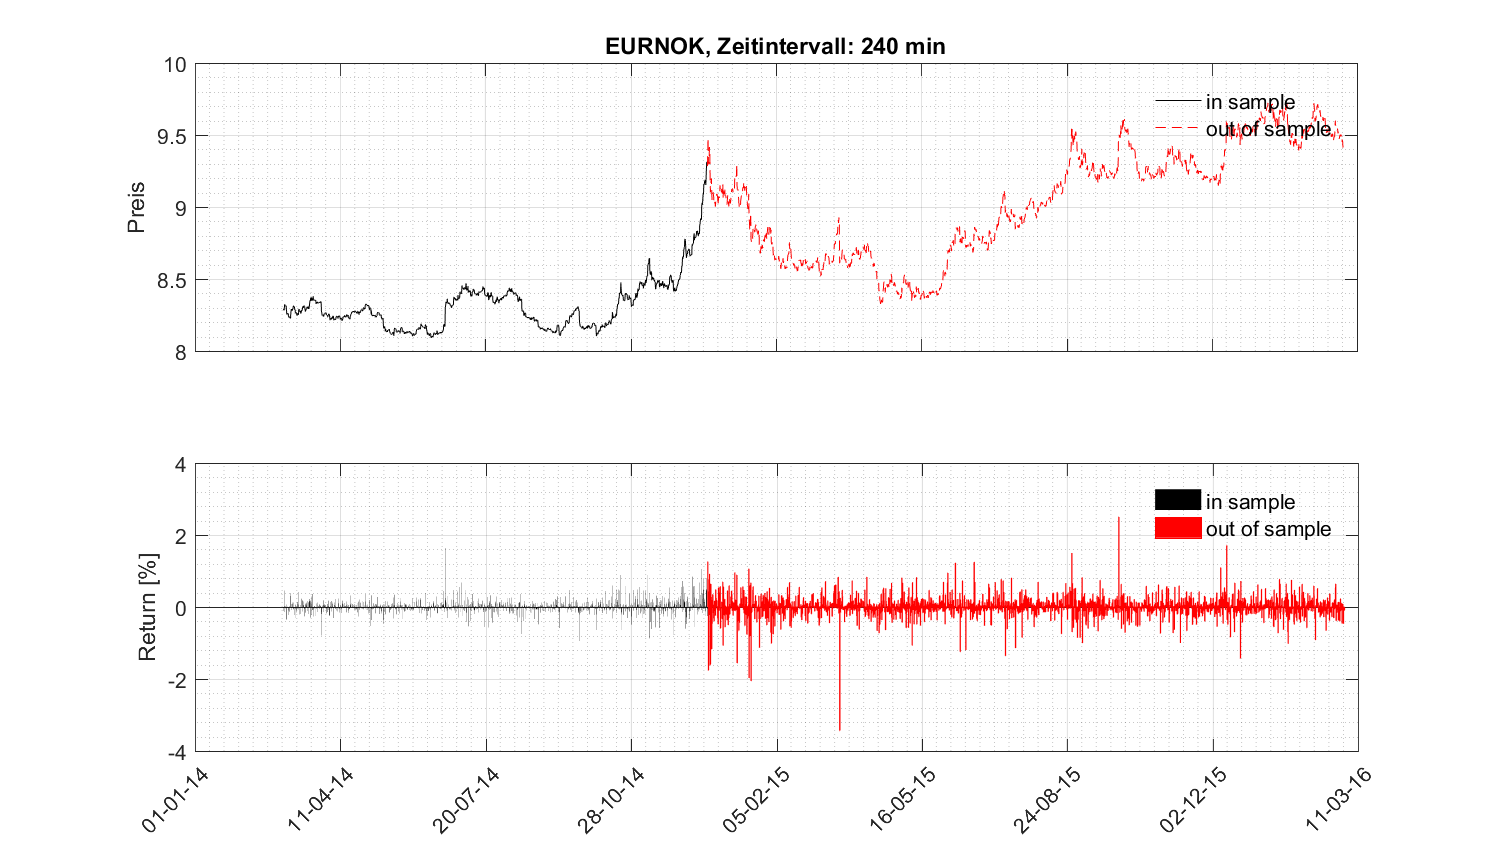 EURNOK, Zeitintervall: 240 min
10
9.5
9
8.5
8
Preis
in sample
out of sample
4
2
0
-2
-4
Return [%]
in sample
out of sample
01-01-14
11-04-14
20-07-14
28-10-14
05-02-15
16-05-15
24-08-15
02-12-15
11-03-16